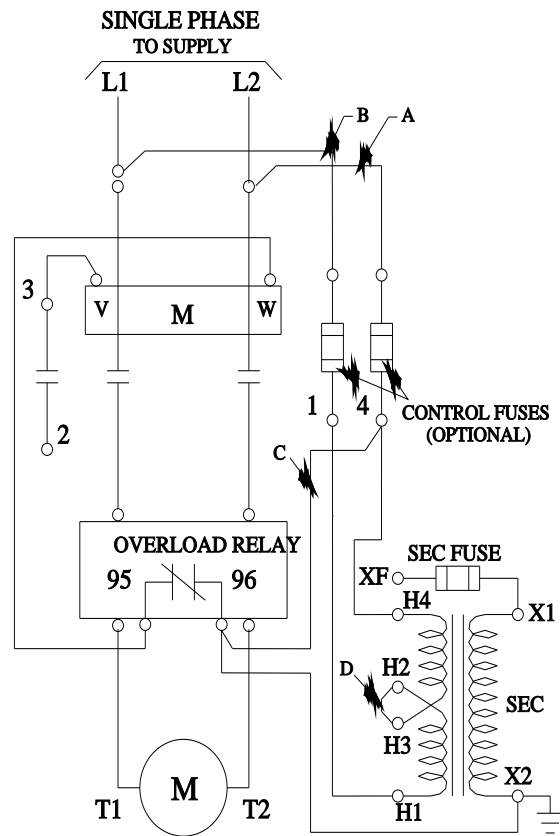 SINGLE PHASE
TO SUPPLY
L1 L2
B A
3
V M W
2
1 4
CONTROL FUSES
(OPTIONAL)
C
OVERLOAD RELAY
95 96
SEC FUSE
XF
H4 X1
D H2
SEC
H3
X2
H1
T1 M T2